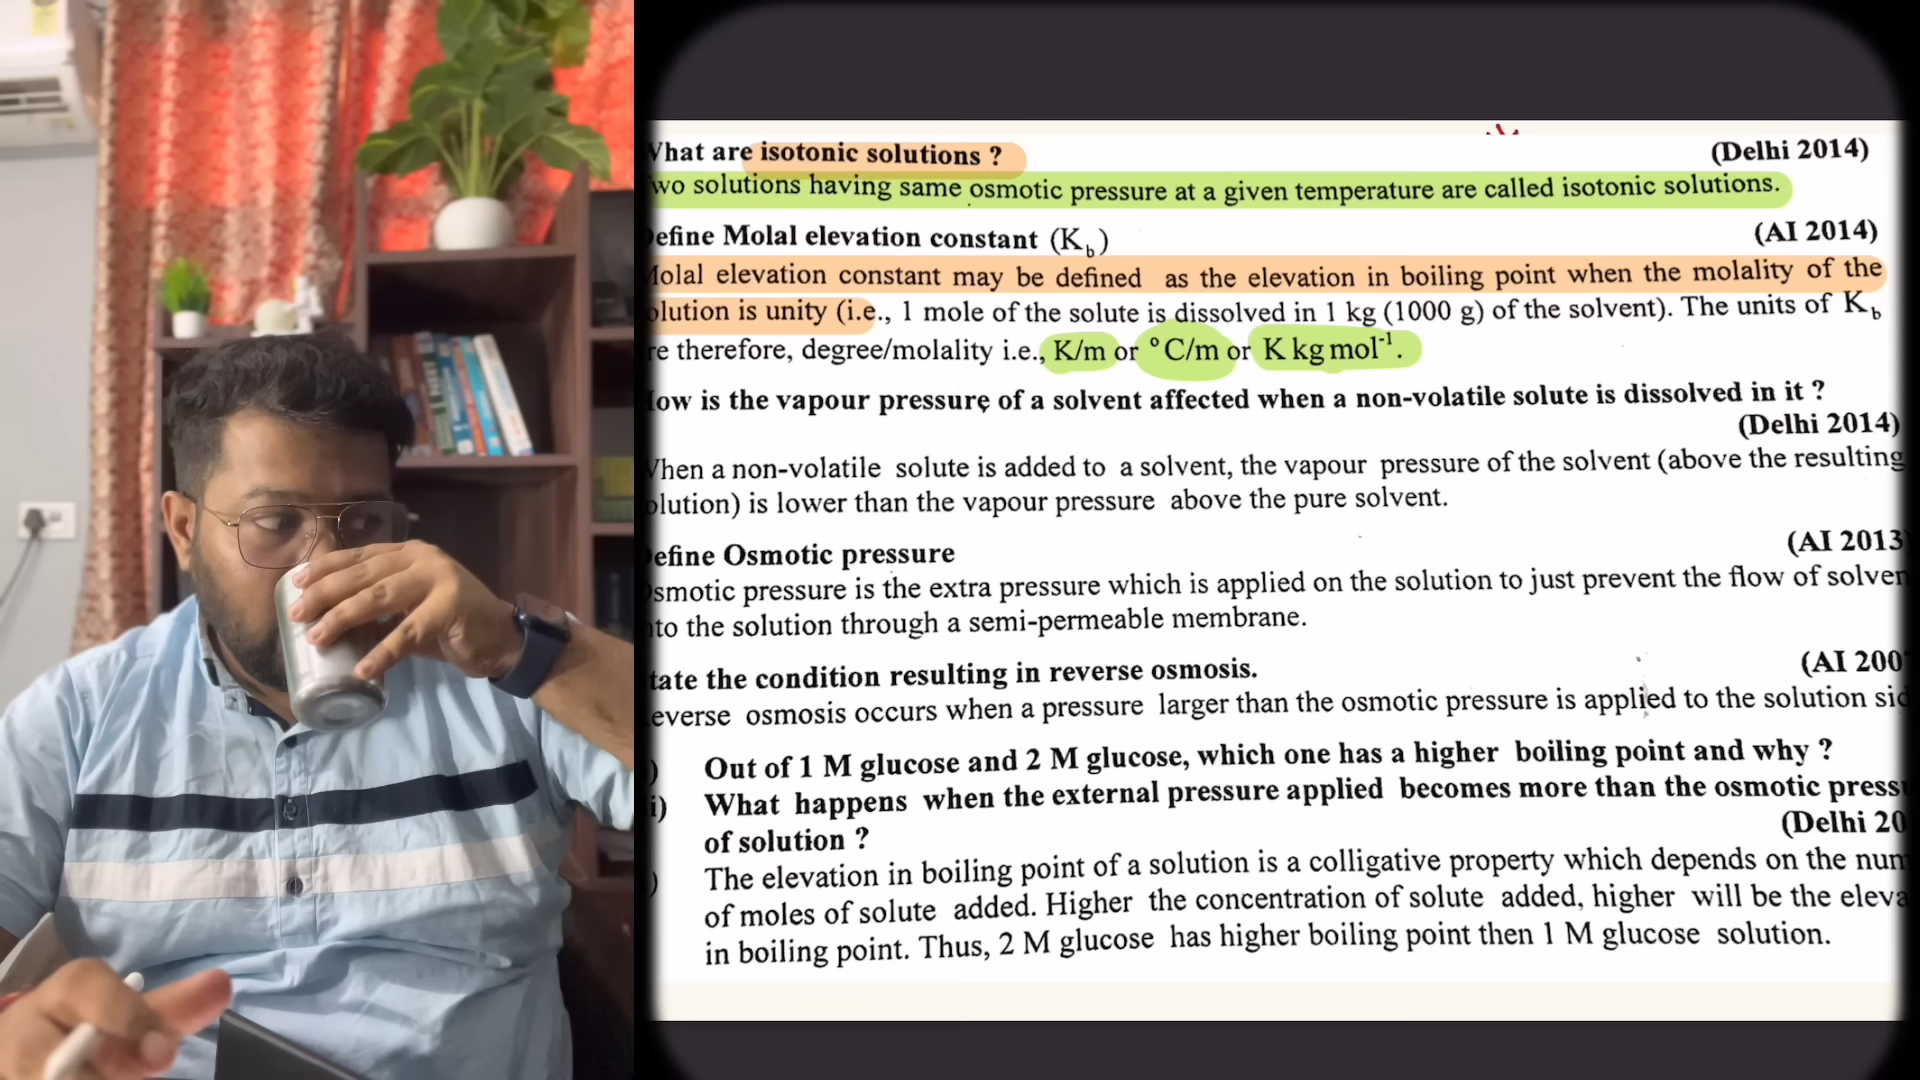 What are isotonic solutions ? (Delhi 2014)
wo solutions having same osmotic pressure at a given temperature are called isotonic solutions.
efine Molal elevation constant (K_b) (AI 2014)
Molal elevation constant may be defined as the elevation in boiling point when the molality of the
olution is unity (i.e., 1 mole of the solute is dissolved in 1 kg (1000 g) of the solvent). The units of K_b
re therefore, degree/molality i.e., K/m or °C/m or K kg mol⁻¹.
ow is the vapour pressure of a solvent affected when a non-volatile solute is dissolved in it ?
(Delhi 2014)
When a non-volatile solute is added to a solvent, the vapour pressure of the solvent (above the resulting
olution) is lower than the vapour pressure above the pure solvent.
efine Osmotic pressure (AI 2013
smotic pressure is the extra pressure which is applied on the solution to just prevent the flow of solven
to the solution through a semi-permeable membrane.
tate the condition resulting in reverse osmosis. (AI 200
everse osmosis occurs when a pressure larger than the osmotic pressure is applied to the solution sid
) Out of 1 M glucose and 2 M glucose, which one has a higher boiling point and why ?
i) What happens when the external pressure applied becomes more than the osmotic pressu
of solution ? (Delhi 20
) The elevation in boiling point of a solution is a colligative property which depends on the num
of moles of solute added. Higher the concentration of solute added, higher will be the eleva
in boiling point. Thus, 2 M glucose has higher boiling point then 1 M glucose solution.